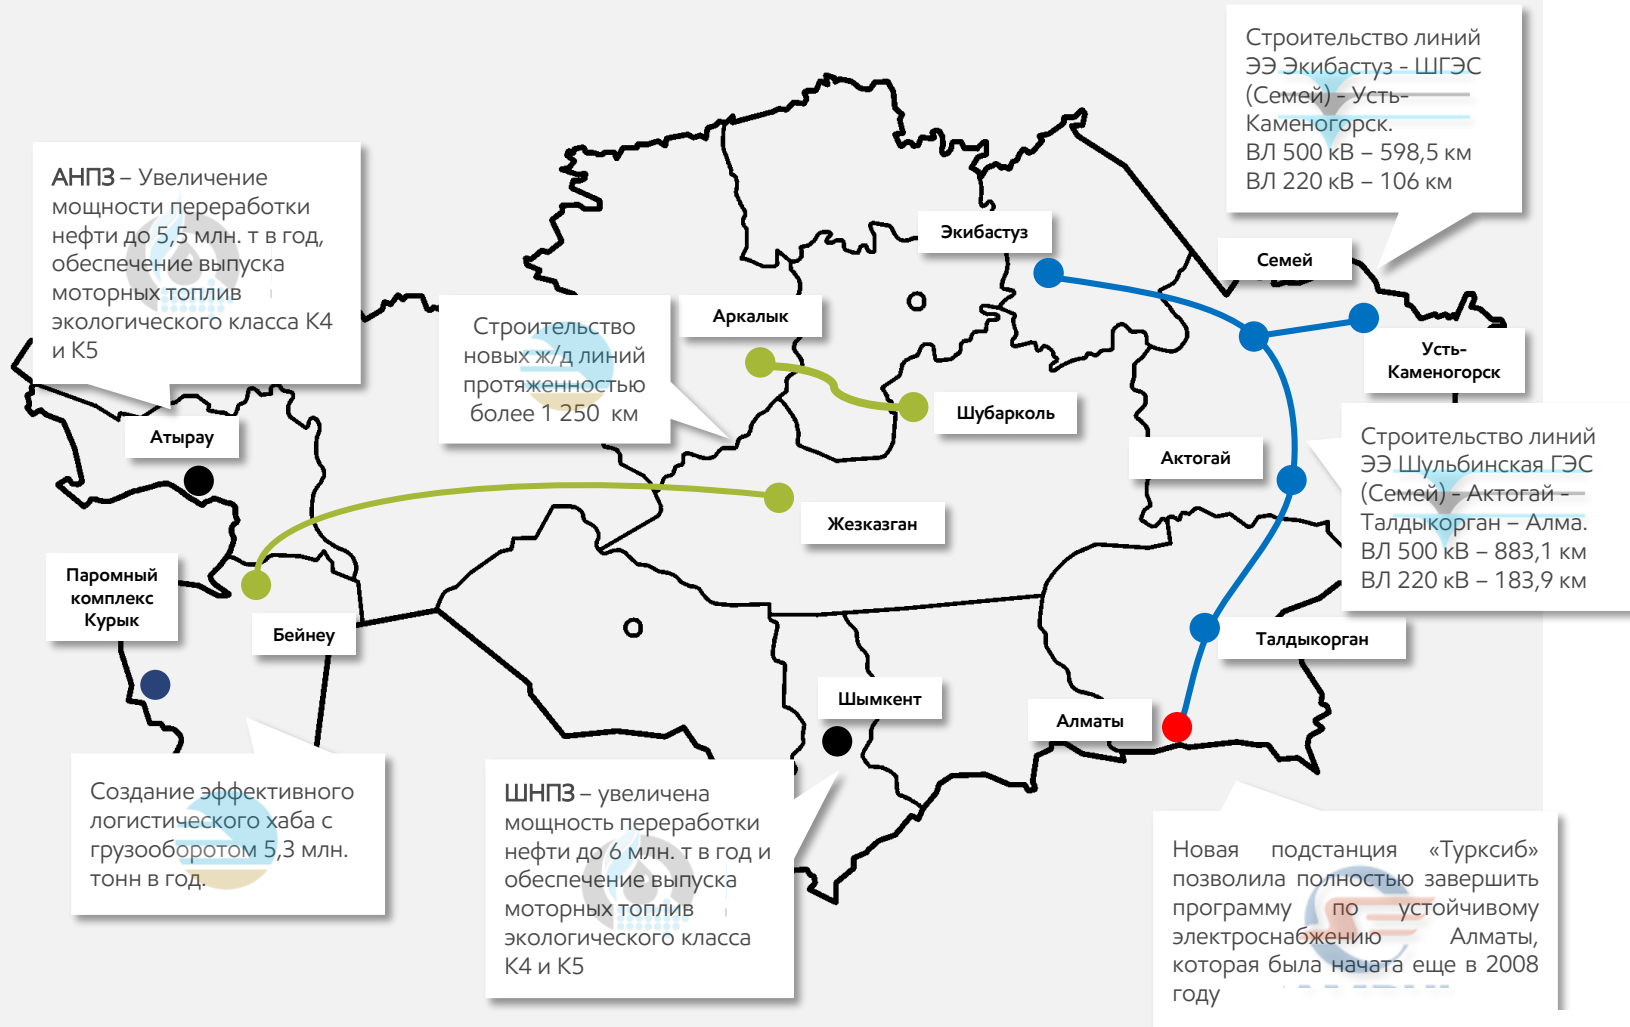 Строительство линий
ЭЭ Экибастуз - ШГЭС
(Семей) - Усть-
Каменогорск.
ВЛ 500 кВ – 598,5 км
ВЛ 220 кВ – 106 км
АНПЗ – Увеличение
мощности переработки
нефти до 5,5 млн. т в год,
обеспечение выпуска
моторных топлив
экологического класса К4
и К5
Экибастуз
Семей
Аркалык
Строительство
новых ж/д линий
протяженностью
более 1 250 км
Усть-
Каменогорск
Шубарколь
Атырау
Актогай
Строительство линий
ЭЭ Шульбинская ГЭС
(Семей) - Актогай -
Талдыкорган – Алма.
ВЛ 500 кВ – 883,1 км
ВЛ 220 кВ – 183,9 км
Жезказган
Паромный
комплекс
Курык
Бейнеу
Талдыкорган
Шымкент
Алматы
Создание эффективного
логистического хаба с
грузооборотом 5,3 млн.
тонн в год.
ШНПЗ – увеличена
мощность переработки
нефти до 6 млн. т в год и
обеспечение выпуска
моторных топлив
экологического класса
К4 и К5
Новая подстанция «Турксиб»
позволила полностью завершить
программу по устойчивому
электроснабжению Алматы,
которая была начата еще в 2008
году